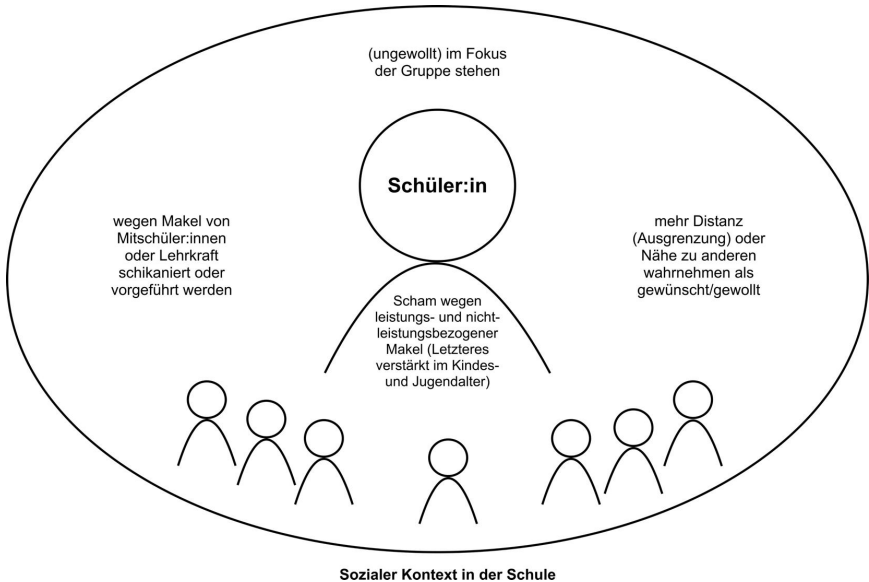 (ungewollt) im Fokus
der Gruppe stehen
Schüler:in
wegen Makel von
Mitschüler:innen
oder Lehrkraft
schikaniert oder
vorgeführt werden
mehr Distanz
(Ausgrenzung) oder
Nähe zu anderen
wahrnehmen als
gewünscht/gewollt
Scham wegen
leistungs- und nicht-
leistungsbezogener
Makel (Letzteres
verstärkt im Kindes-
und Jugendalter)
Sozialer Kontext in der Schule